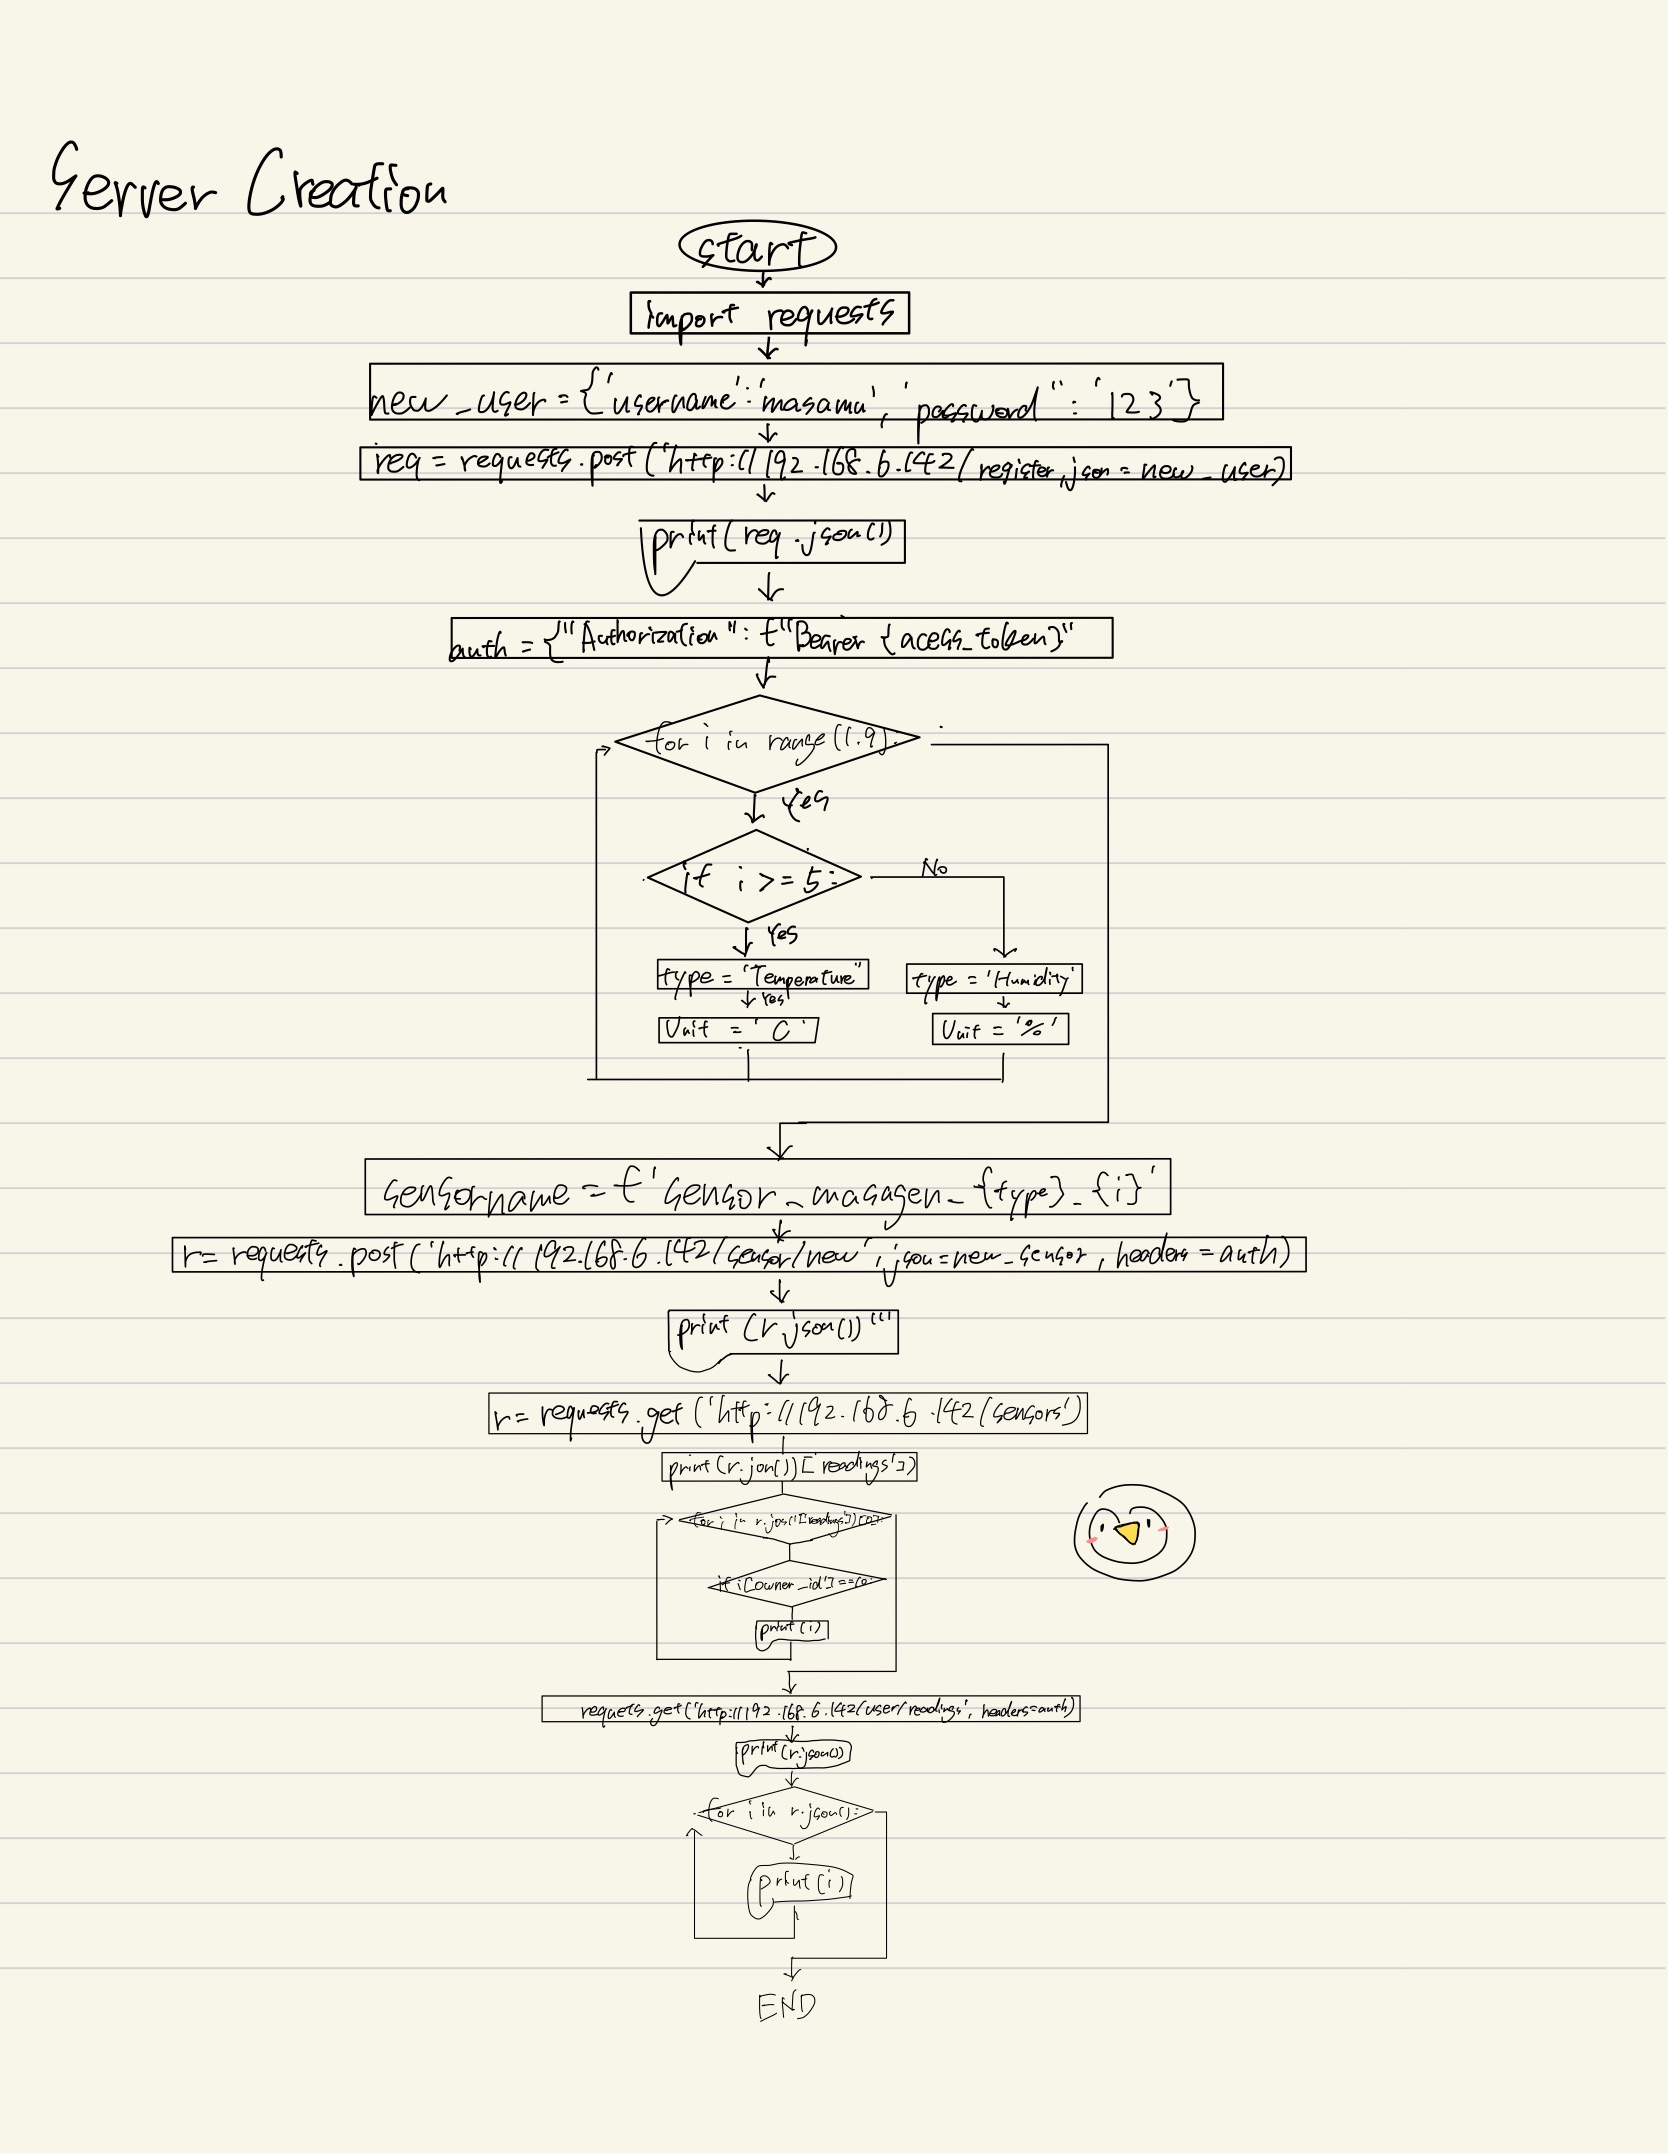 Server Creation
start
import requests
new_user = {'username':'masamu', 'password": '123'}
req = requests.post('http://192.168.6.142/register,json = new_user)
print(req.json()
auth = {"Authorization": f"Bearer {acess_token}"
for i in range(1.9):
Yes
if i >= 5:
No
Yes
type = 'Temperature"
type = 'Humidity'
Yes
Unit = ' C '
Unit = '%'
sensorname = f'sensor_masagen_{type}_{i}'
r= requests.post('http://192.168.6.142/sensor/new', json=new_sensor, headers = auth)
print (r.json())'''
r= requests.get('http://192.168.6.142/sensors')
print(r.jon())['readings'])
for i in r.jos(['readings'])[0]:
if i['owner_id'] ==10:
print(i)
requets.get('http://192.168.6.142/user/readings', headers=auth)
print(r.json())
for i in r.json():
print(i)
END